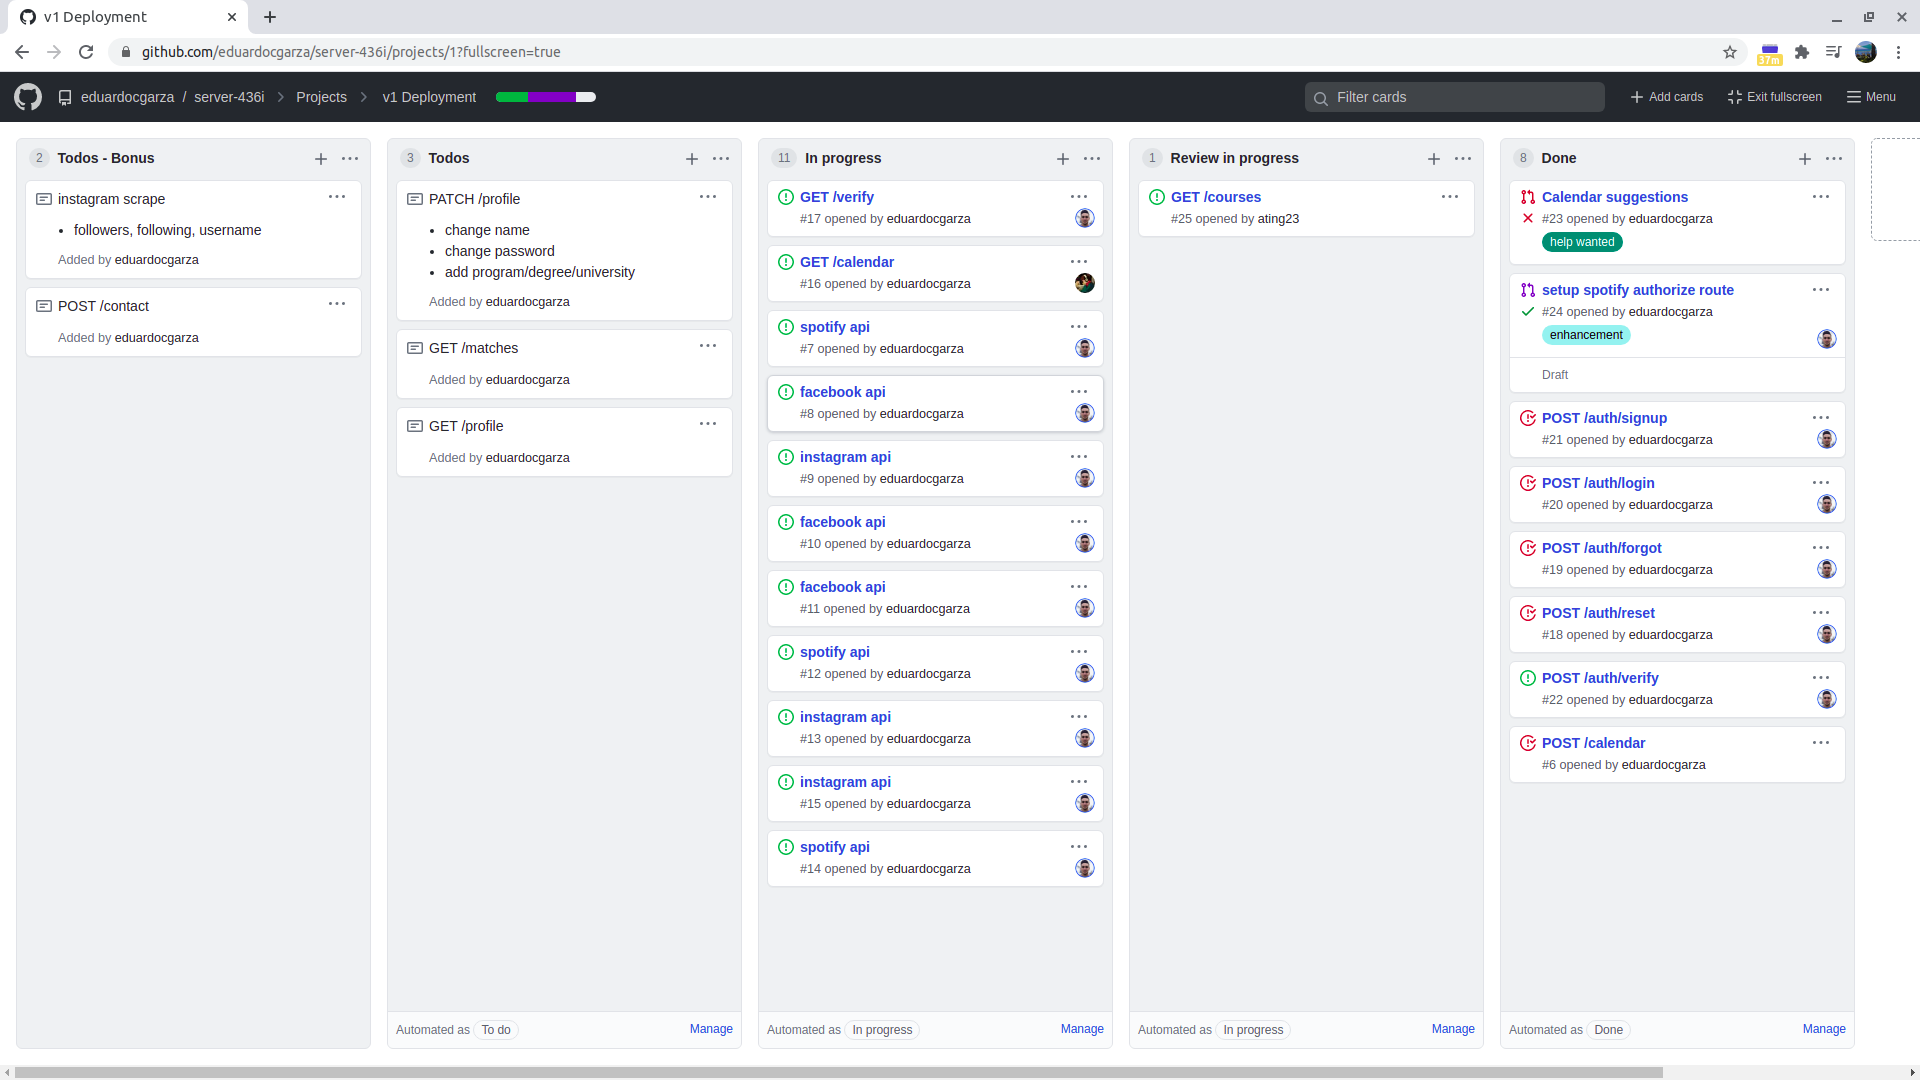 v1 Deployment
github.com/eduardocgarza/server-436i/projects/1?fullscreen=true
37m
eduardocgarza / server-436i
Projects
v1 Deployment
Filter cards
Add cards
Exit fullscreen
Menu
2 Todos - Bonus
instagram scrape
• followers, following, username
Added by eduardocgarza
POST /contact
Added by eduardocgarza
3 Todos
PATCH /profile
• change name
• change password
• add program/degree/university
Added by eduardocgarza
GET /matches
Added by eduardocgarza
GET /profile
Added by eduardocgarza
Automated as To do
Manage
11 In progress
GET /verify
#17 opened by eduardocgarza
GET /calendar
#16 opened by eduardocgarza
spotify api
#7 opened by eduardocgarza
facebook api
#8 opened by eduardocgarza
instagram api
#9 opened by eduardocgarza
facebook api
#10 opened by eduardocgarza
facebook api
#11 opened by eduardocgarza
spotify api
#12 opened by eduardocgarza
instagram api
#13 opened by eduardocgarza
instagram api
#15 opened by eduardocgarza
spotify api
#14 opened by eduardocgarza
Automated as In progress
Manage
1 Review in progress
GET /courses
#25 opened by ating23
Automated as In progress
Manage
8 Done
Calendar suggestions
#23 opened by eduardocgarza
help wanted
setup spotify authorize route
#24 opened by eduardocgarza
enhancement
Draft
POST /auth/signup
#21 opened by eduardocgarza
POST /auth/login
#20 opened by eduardocgarza
POST /auth/forgot
#19 opened by eduardocgarza
POST /auth/reset
#18 opened by eduardocgarza
POST /auth/verify
#22 opened by eduardocgarza
POST /calendar
#6 opened by eduardocgarza
Automated as Done
Manage